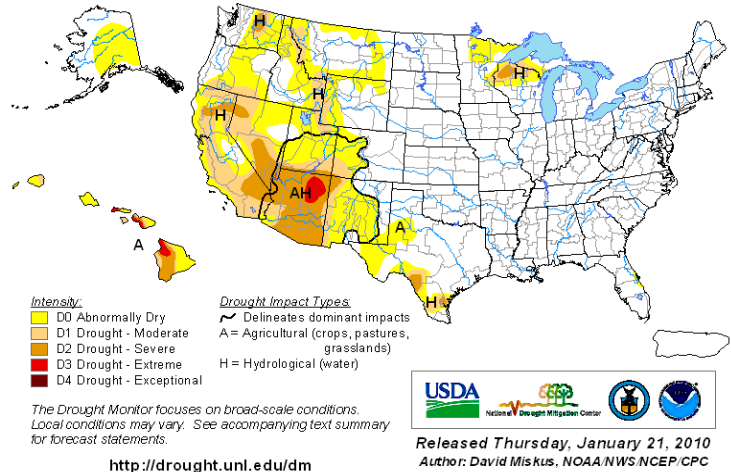 H
H
H
H
AH
A
A
H
Intensity:
D0 Abnormally Dry
D1 Drought - Moderate
D2 Drought - Severe
D3 Drought - Extreme
D4 Drought - Exceptional
Drought Impact Types:
Delineates dominant impacts
A = Agricultural (crops, pastures,
grasslands)
H = Hydrological (water)
The Drought Monitor focuses on broad-scale conditions.
Local conditions may vary. See accompanying text summary
for forecast statements.
http://drought.unl.edu/dm
USDA
National Drought Mitigation Center
Released Thursday, January 21, 2010
Author: David Miskus, NOAA/NWS/NCEP/CPC